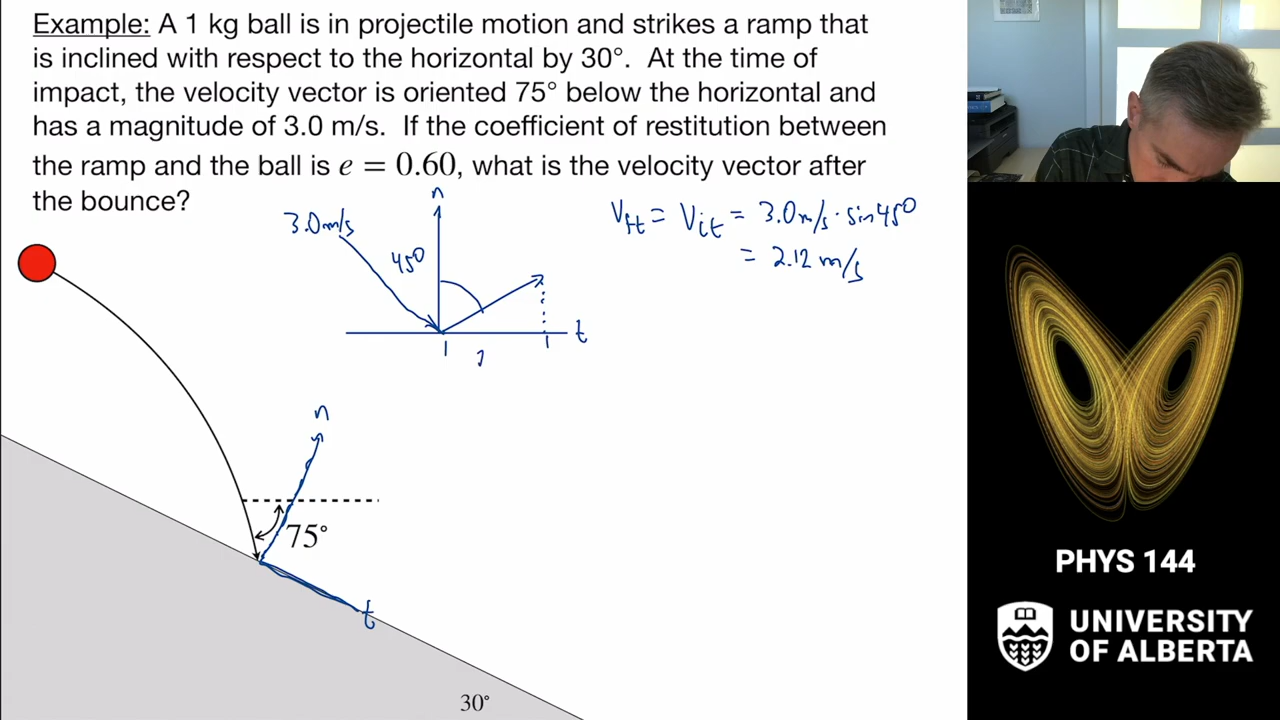 Example: A 1 kg ball is in projectile motion and strikes a ramp that
is inclined with respect to the horizontal by 30°. At the time of
impact, the velocity vector is oriented 75° below the horizontal and
has a magnitude of 3.0 m/s. If the coefficient of restitution between
the ramp and the ball is e = 0.60, what is the velocity vector after
the bounce?
n
3.0 m/s
45°
t
V_ft = V_it = 3.0 m/s · sin 45°
= 2.12 m/s
n
75°
t
30°
PHYS 144
UNIVERSITY
OF ALBERTA